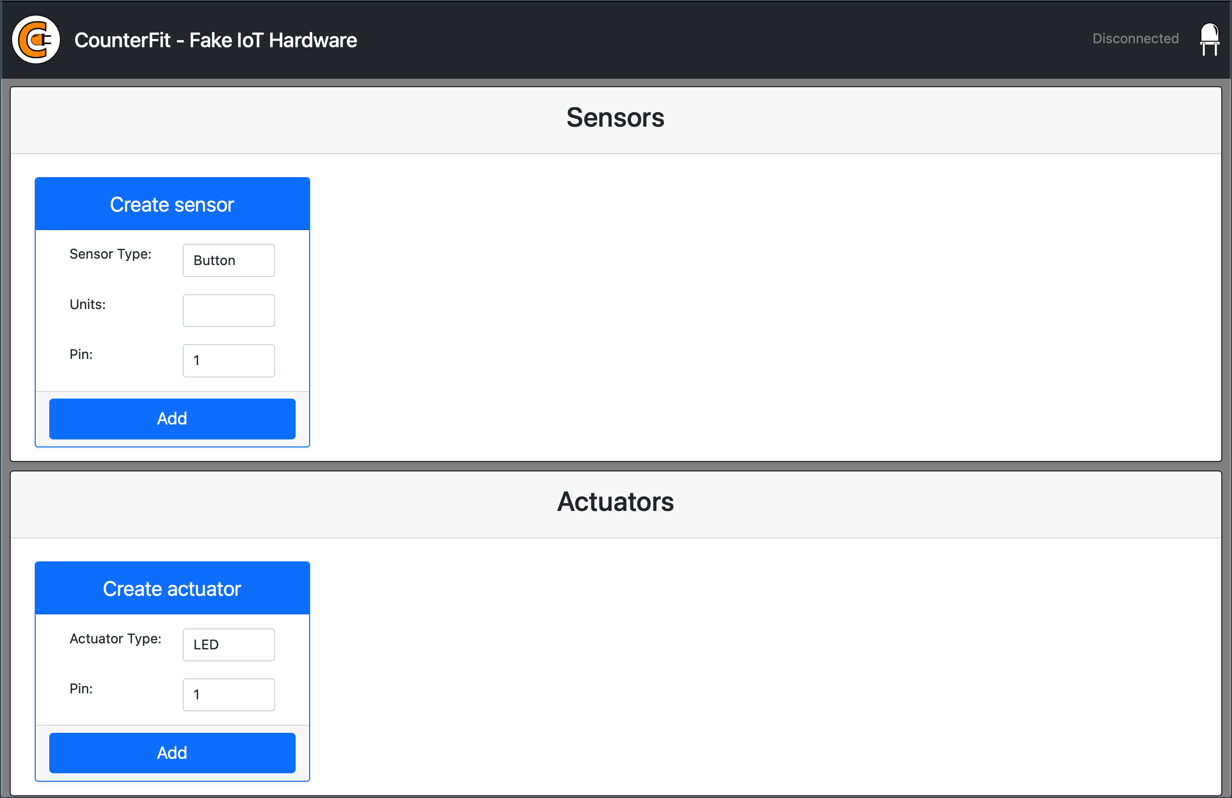 CounterFit - Fake IoT Hardware
Disconnected
Sensors
Create sensor
Sensor Type: Button
Units:
Pin: 1
Add
Actuators
Create actuator
Actuator Type: LED
Pin: 1
Add